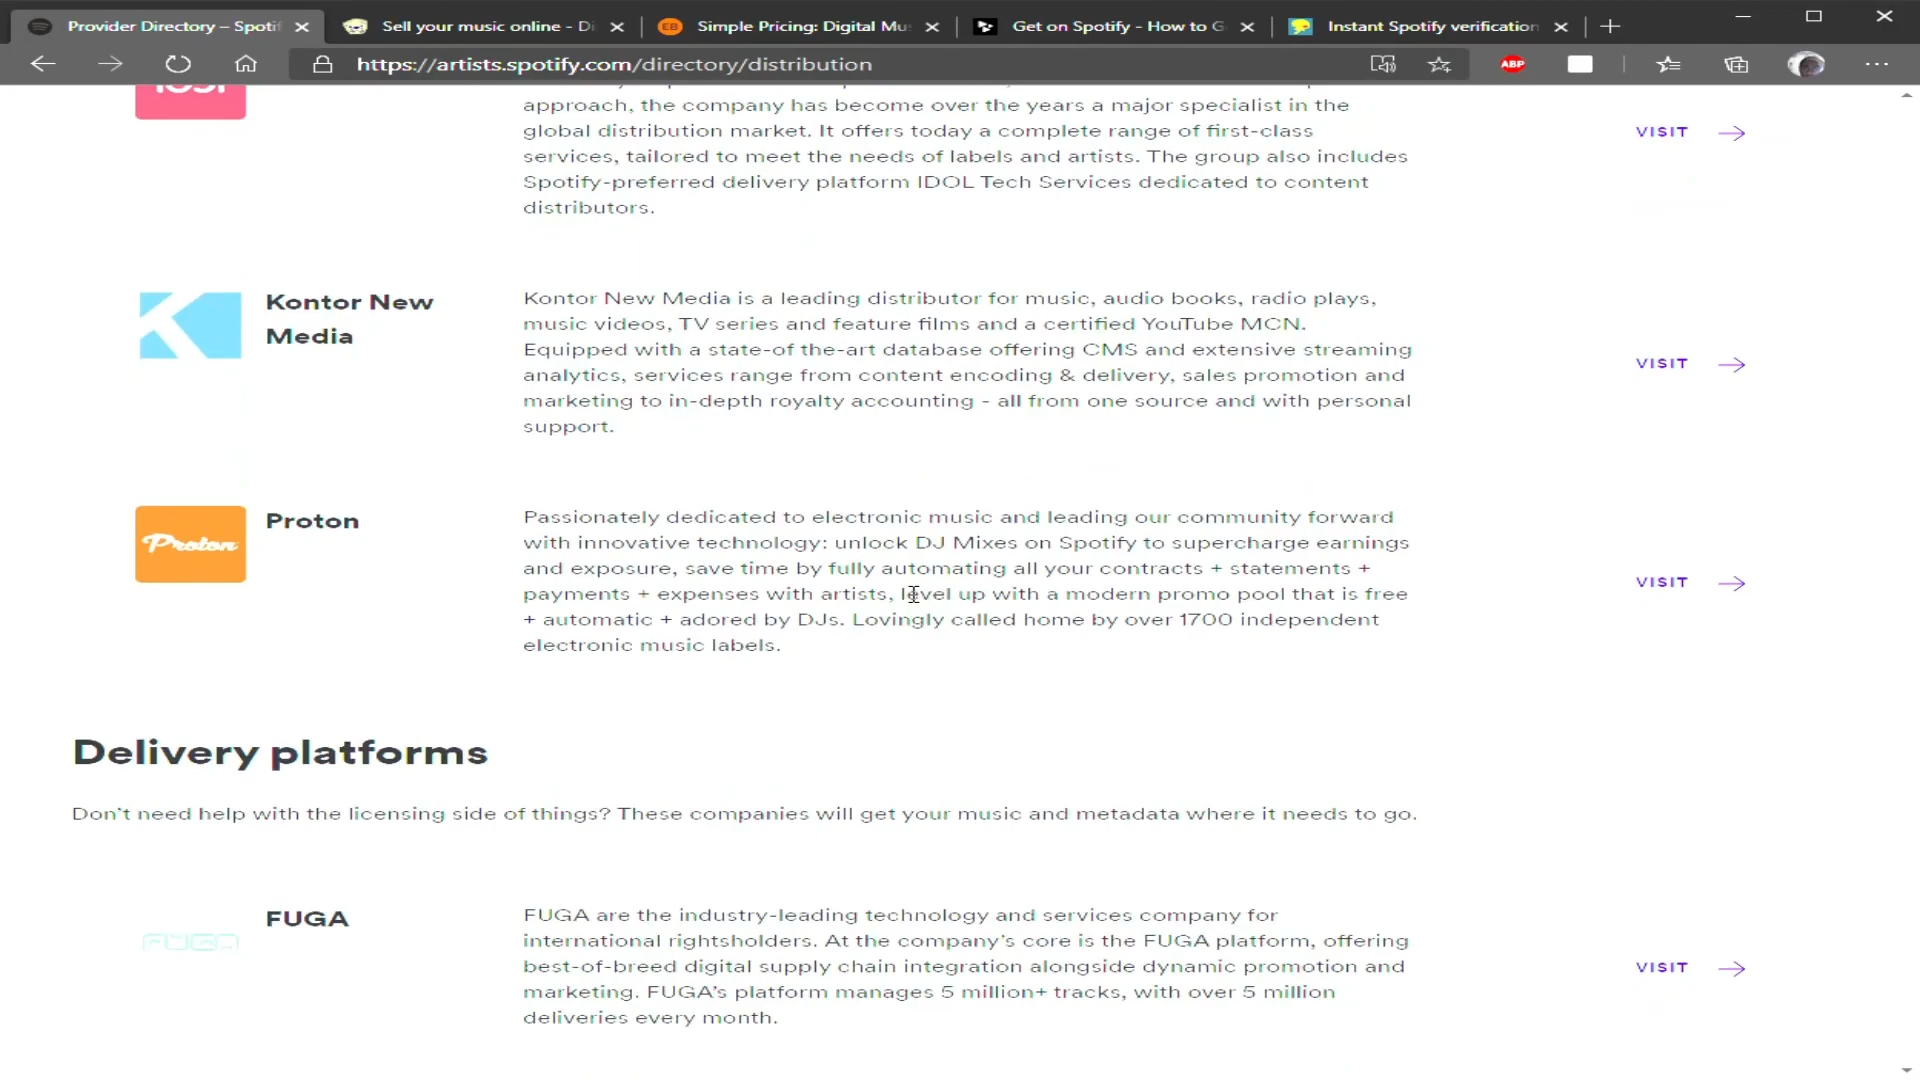 Provider Directory – Spotif
Sell your music online - Di
EB
Simple Pricing: Digital Mu
Get on Spotify - How to G
Instant Spotify verification
https://artists.spotify.com/directory/distribution
ABP
approach, the company has become over the years a major specialist in the
global distribution market. It offers today a complete range of first-class
services, tailored to meet the needs of labels and artists. The group also includes
Spotify-preferred delivery platform IDOL Tech Services dedicated to content
distributors.
VISIT
Kontor New
Media
Kontor New Media is a leading distributor for music, audio books, radio plays,
music videos, TV series and feature films and a certified YouTube MCN.
Equipped with a state-of the-art database offering CMS and extensive streaming
analytics, services range from content encoding & delivery, sales promotion and
marketing to in-depth royalty accounting - all from one source and with personal
support.
VISIT
Proton
Proton
Passionately dedicated to electronic music and leading our community forward
with innovative technology: unlock DJ Mixes on Spotify to supercharge earnings
and exposure, save time by fully automating all your contracts + statements +
payments + expenses with artists, level up with a modern promo pool that is free
+ automatic + adored by DJs. Lovingly called home by over 1700 independent
electronic music labels.
VISIT
Delivery platforms
Don't need help with the licensing side of things? These companies will get your music and metadata where it needs to go.
FUGA
FUGA
FUGA are the industry-leading technology and services company for
international rightsholders. At the company's core is the FUGA platform, offering
best-of-breed digital supply chain integration alongside dynamic promotion and
marketing. FUGA's platform manages 5 million+ tracks, with over 5 million
deliveries every month.
VISIT